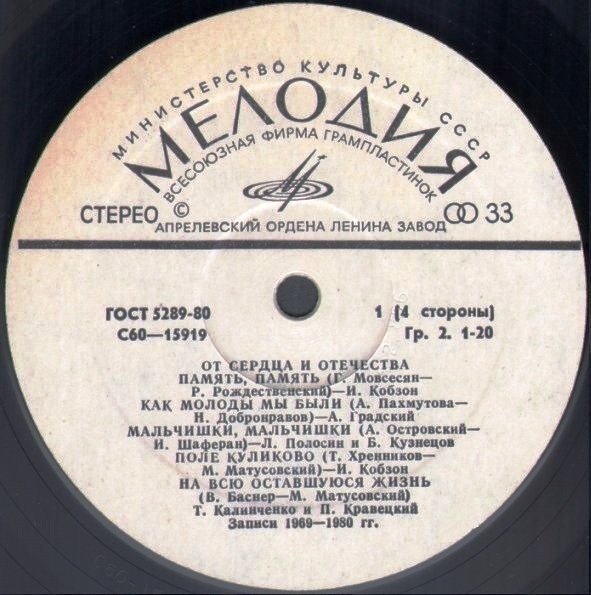 МИНИСТЕРСТВО КУЛЬТУРЫ СССР
МЕЛОДИЯ
ВСЕСОЮЗНАЯ ФИРМА ГРАМПЛАСТИНОК
СТЕРЕО © 33
АПРЕЛЕВСКИЙ ОРДЕНА ЛЕНИНА ЗАВОД
ГОСТ 5289-80 1 (4 стороны)
С60—15919 Гр. 2. 1-20
ОТ СЕРДЦА И ОТЕЧЕСТВА
ПАМЯТЬ, ПАМЯТЬ (Г. Мовсесян—
Р. Рождественский)—И. Кобзон
КАК МОЛОДЫ МЫ БЫЛИ (А. Пахмутова—
Н. Добронравов)—А. Градский
МАЛЬЧИШКИ, МАЛЬЧИШКИ (А. Островский—
И. Шаферан)—Л. Полосин и Б. Кузнецов
ПОЛЕ КУЛИКОВО (Т. Хренников—
М. Матусовский)—И. Кобзон
НА ВСЮ ОСТАВШУЮСЯ ЖИЗНЬ
(В. Баснер—М. Матусовский)
Т. Калинченко и П. Кравецкий
Записи 1969—1980 гг.